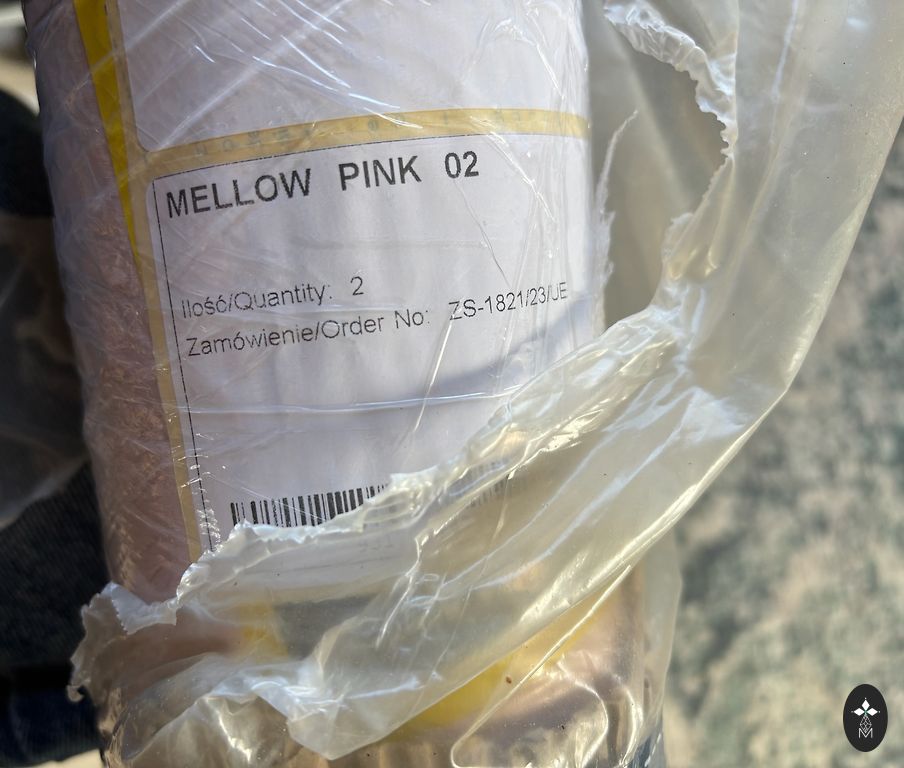 MELLOW PINK 02
Ilość/Quantity: 2
Zamówienie/Order No: ZS-1821/23/UE
M